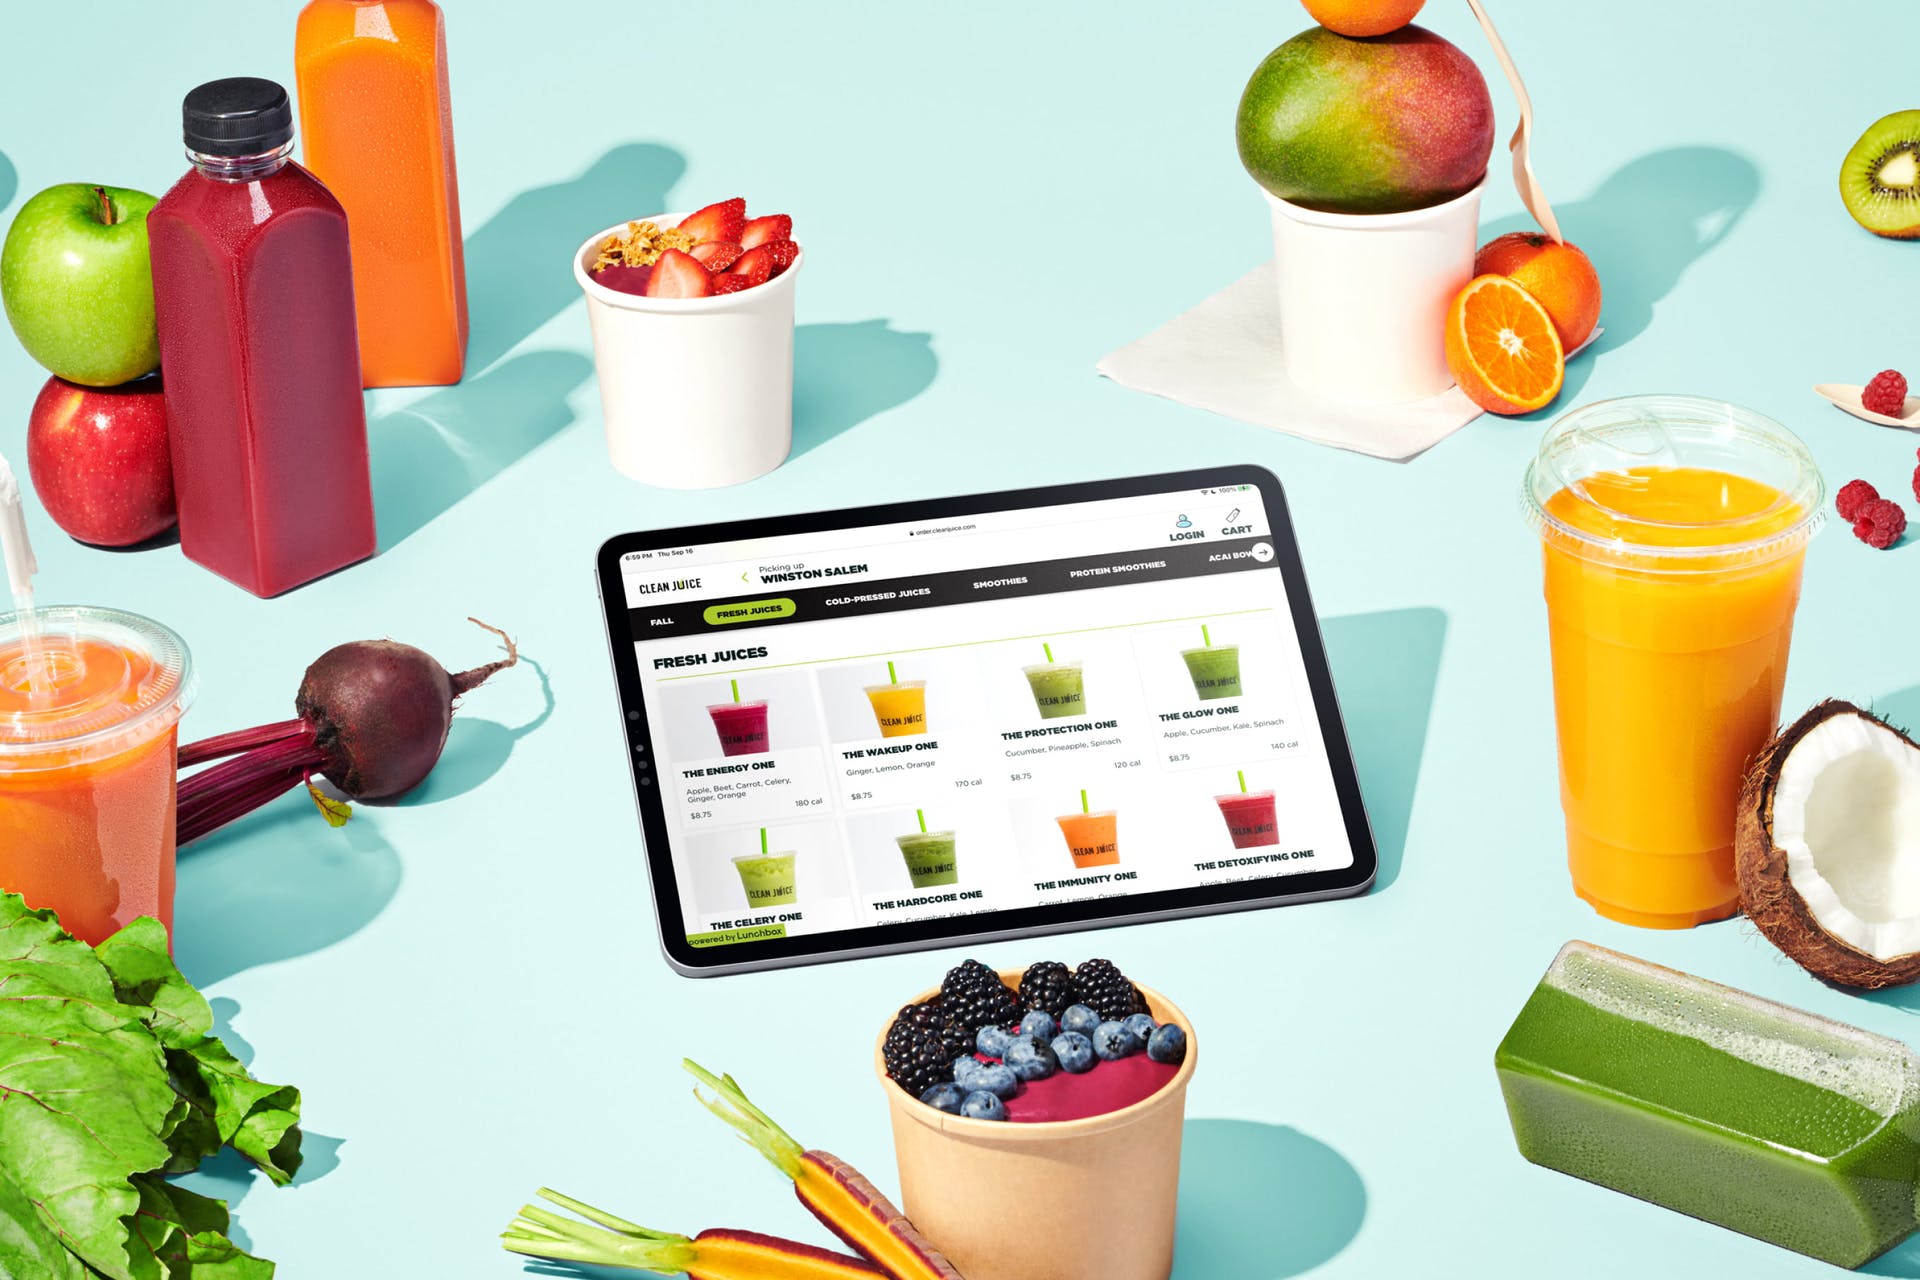 6:59 PM Thu Sep 16
order.cleanjuice.com
100%
CLEAN JUICE
Picking up
WINSTON SALEM
LOGIN
CART
FALL
FRESH JUICES
COLD-PRESSED JUICES
SMOOTHIES
PROTEIN SMOOTHIES
ACAI BOW
FRESH JUICES
CLEAN JUICE
CLEAN JUICE
CLEAN JUICE
CLEAN JUICE
THE ENERGY ONE
Apple, Beet, Carrot, Celery,
Ginger, Orange
$8.75
180 cal
THE WAKEUP ONE
Ginger, Lemon, Orange
$8.75
170 cal
THE PROTECTION ONE
Cucumber, Pineapple, Spinach
$8.75
120 cal
THE GLOW ONE
Apple, Cucumber, Kale, Spinach
$8.75
140 cal
CLEAN JUICE
CLEAN JUICE
CLEAN JUICE
CLEAN JUICE
THE CELERY ONE
THE HARDCORE ONE
Celery, Cucumber, Kale, Lemon
THE IMMUNITY ONE
Carrot, Lemon, Orange
THE DETOXIFYING ONE
Apple, Beet, Celery, Cucumber
powered by Lunchbox